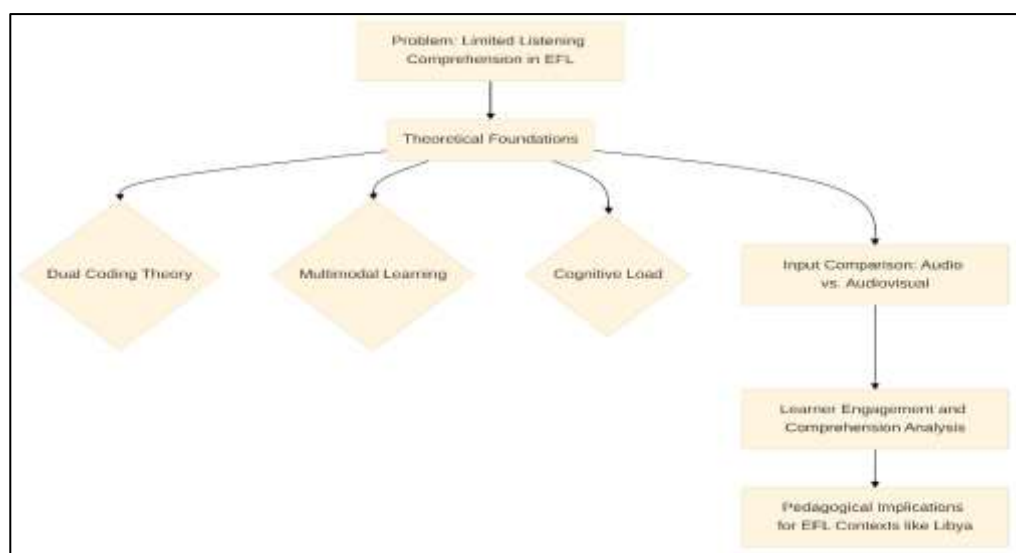 Problem: Limited Listening
Comprehension in EFL
Theoretical Foundations
Dual Coding Theory
Multimodal Learning
Cognitive Load
Input Comparison: Audio
vs. Audiovisual
Learner Engagement and
Comprehension Analysis
Pedagogical Implications
for EFL Contexts like Libya